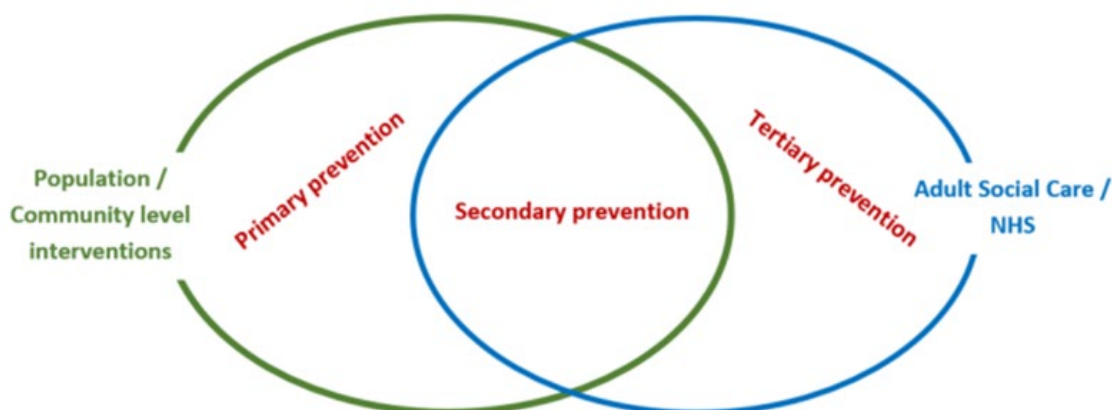 Population /
Community level
interventions
Primary prevention
Secondary prevention
Tertiary prevention
Adult Social Care /
NHS